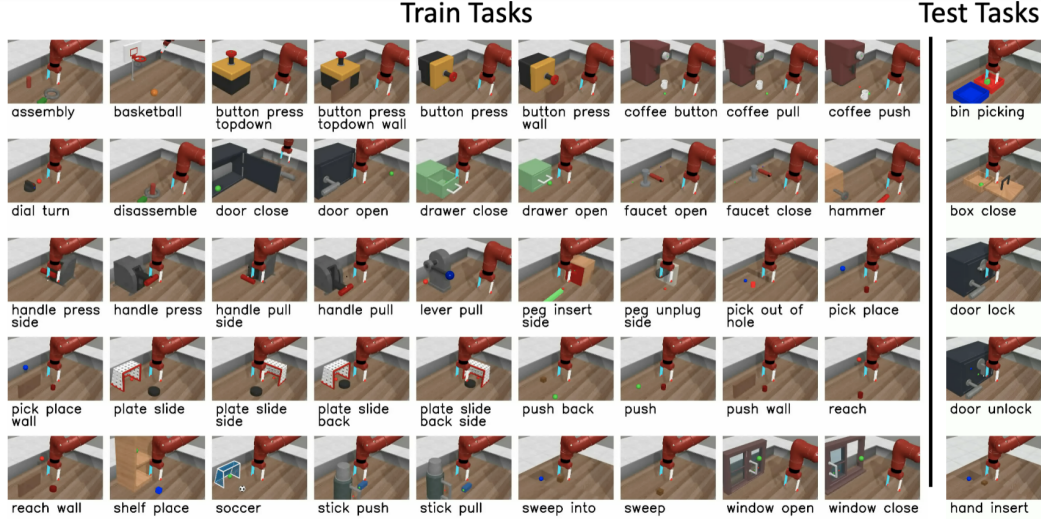 Train Tasks
Test Tasks
assembly
basketball
button press
topdown
button press
topdown wall
button press
button press
wall
coffee button
coffee pull
coffee push
bin picking
dial turn
disassemble
door close
door open
drawer close
drawer open
faucet open
faucet close
hammer
box close
handle press
side
handle press
handle pull
side
handle pull
lever pull
peg insert
side
peg unplug
side
pick out of
hole
pick place
door lock
pick place
wall
plate slide
plate slide
side
plate slide
back
plate slide
back side
push back
push
push wall
reach
door unlock
reach wall
shelf place
soccer
stick push
stick pull
sweep into
sweep
window open
window close
hand insert